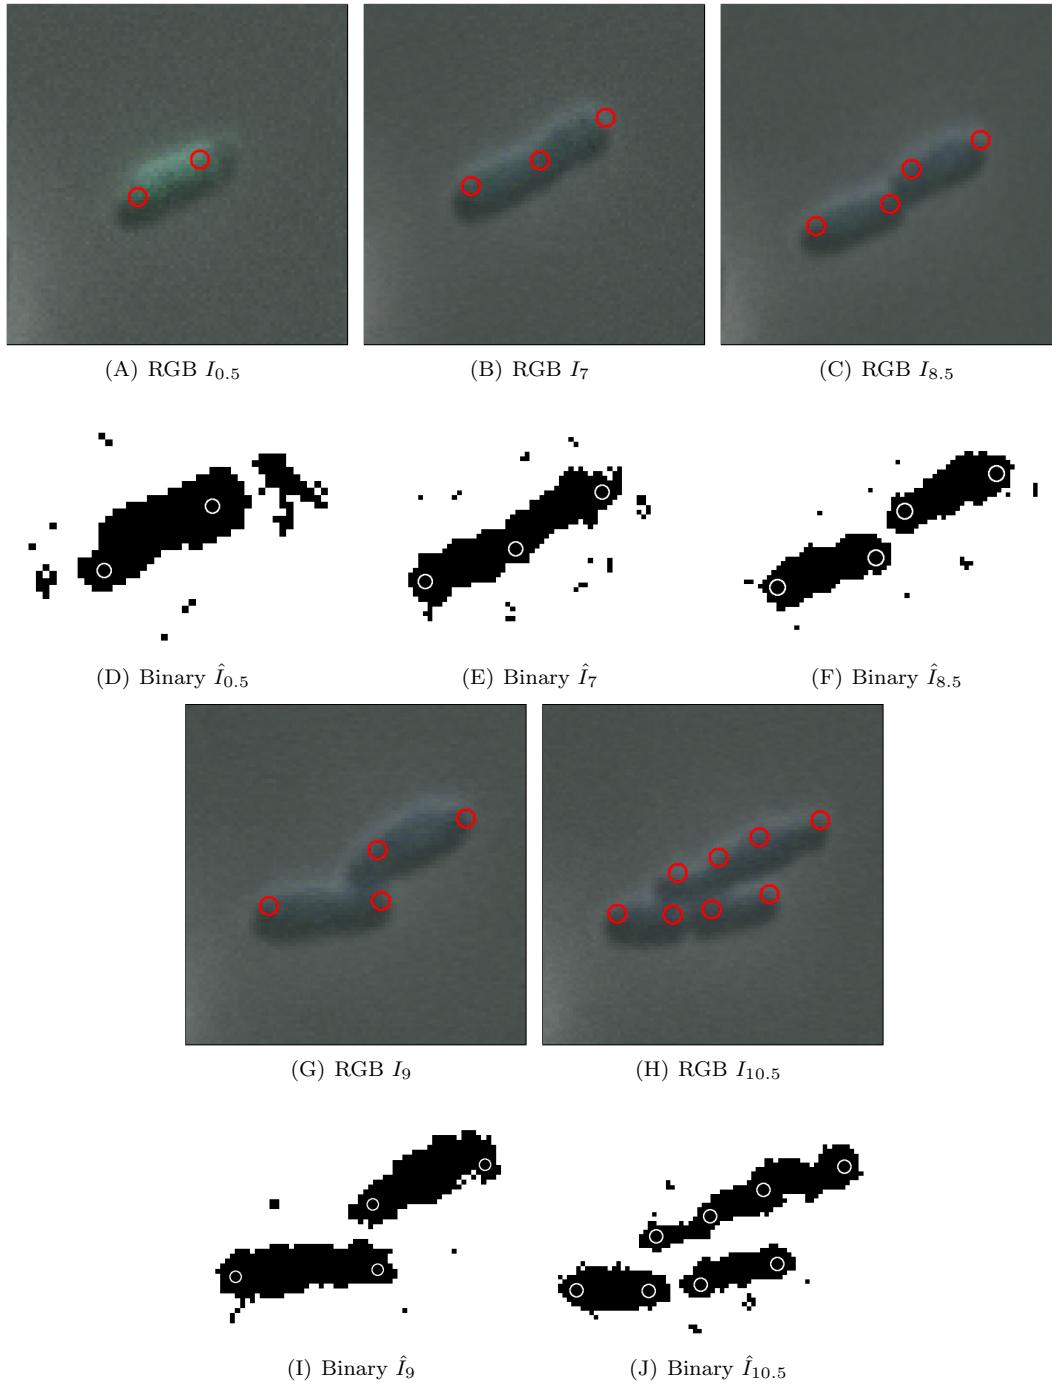 (A) RGB I₀.₅
(B) RGB I₇
(C) RGB I₈.₅
(D) Binary Î₀.₅
(E) Binary Î₇
(F) Binary Î₈.₅
(G) RGB I₉
(H) RGB I₁₀.₅
(I) Binary Î₉
(J) Binary Î₁₀.₅